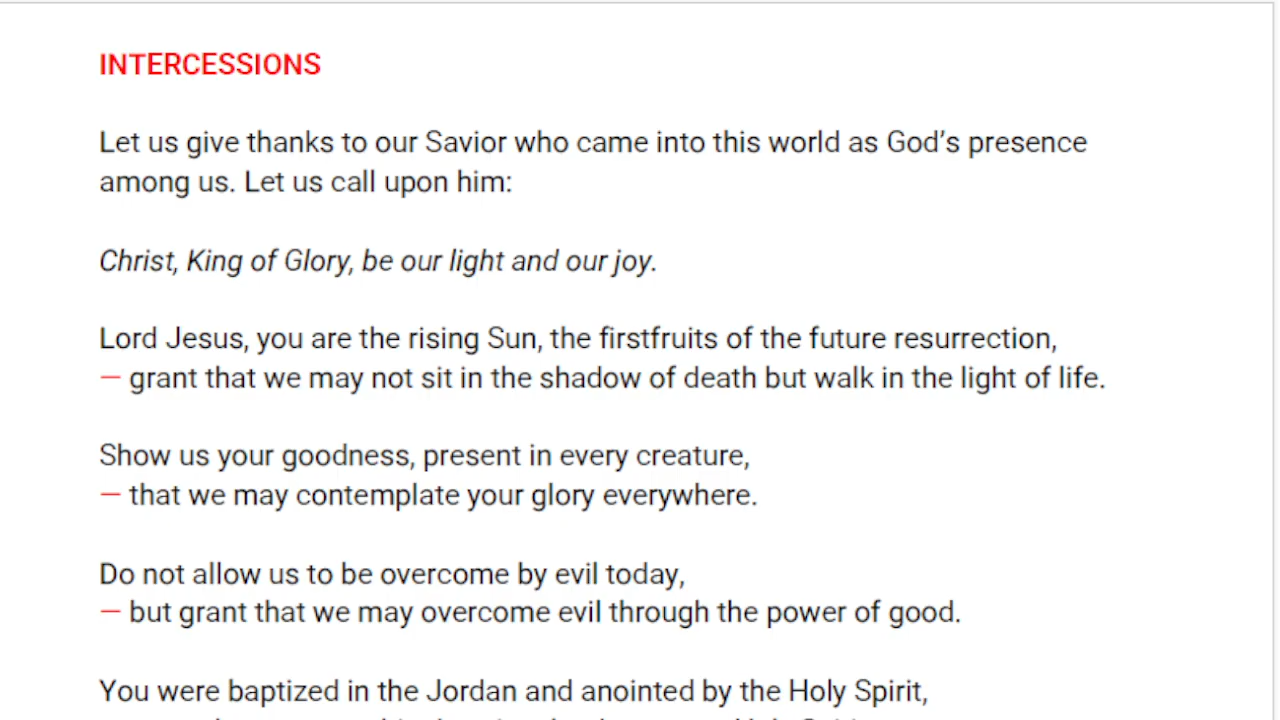 INTERCESSIONS
Let us give thanks to our Savior who came into this world as God’s presence
among us. Let us call upon him:
Christ, King of Glory, be our light and our joy.
Lord Jesus, you are the rising Sun, the firstfruits of the future resurrection,
— grant that we may not sit in the shadow of death but walk in the light of life.
Show us your goodness, present in every creature,
— that we may contemplate your glory everywhere.
Do not allow us to be overcome by evil today,
— but grant that we may overcome evil through the power of good.
You were baptized in the Jordan and anointed by the Holy Spirit,